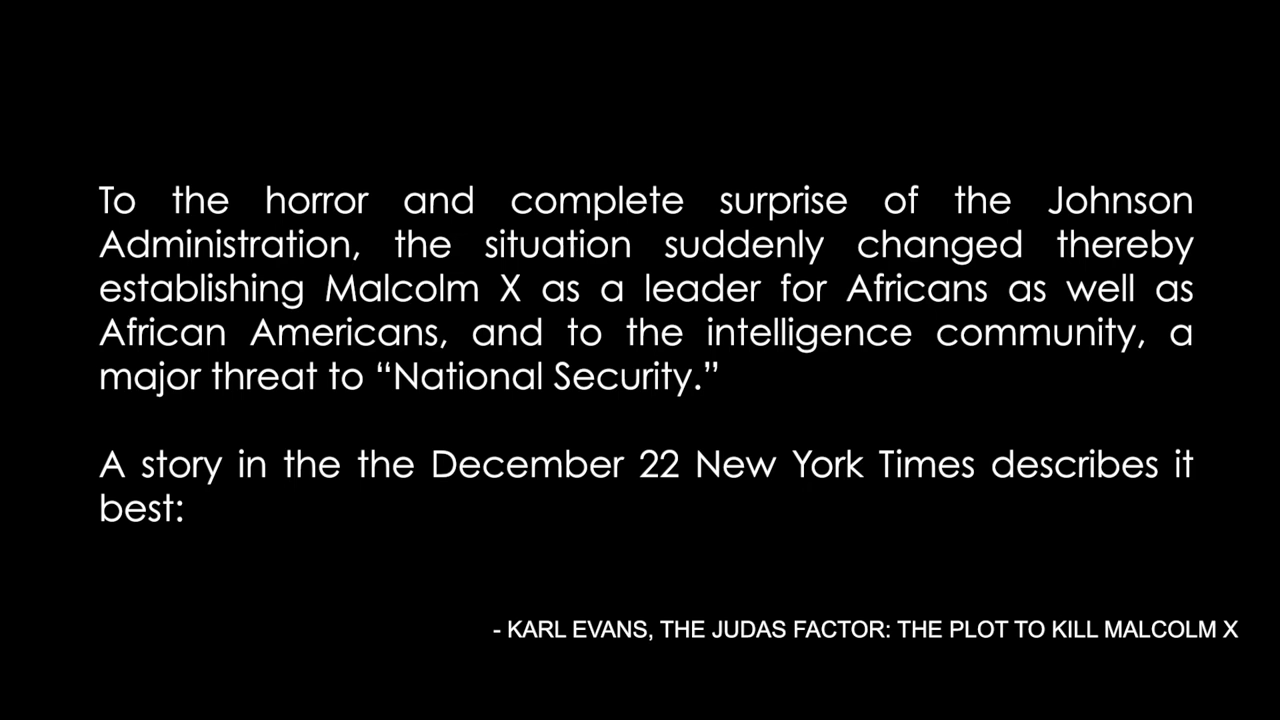 To the horror and complete surprise of the Johnson
Administration, the situation suddenly changed thereby
establishing Malcolm X as a leader for Africans as well as
African Americans, and to the intelligence community, a
major threat to “National Security.”
A story in the the December 22 New York Times describes it
best:
- KARL EVANS, THE JUDAS FACTOR: THE PLOT TO KILL MALCOLM X